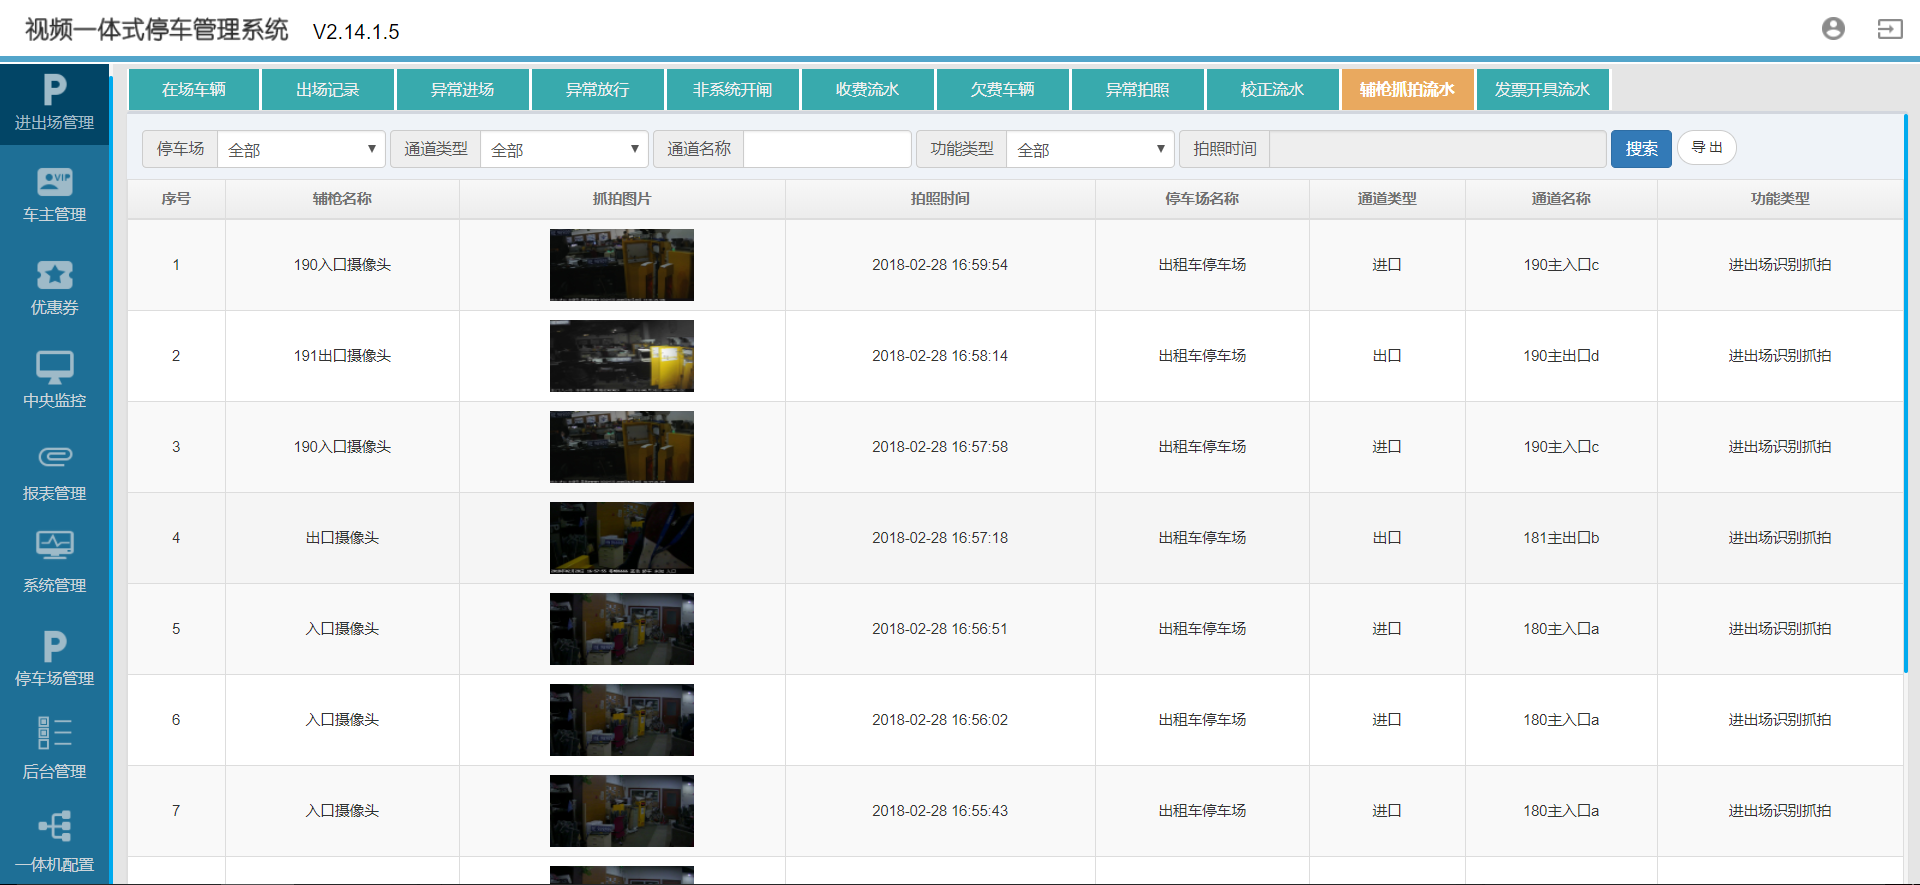 视频一体式停车管理系统 V2.14.1.5
进出场管理
车主管理
优惠券
中央监控
报表管理
系统管理
停车场管理
后台管理
一体机配置
在场车辆 出场记录 异常进场 异常放行 非系统开闸 收费流水 欠费车辆 异常拍照 校正流水 辅枪抓拍流水 发票开具流水
停车场 全部 通道类型 全部 通道名称 功能类型 全部 拍照时间 搜索 导出
序号 辅枪名称 抓拍图片 拍照时间 停车场名称 通道类型 通道名称 功能类型
1 190入口摄像头 2018-02-28 16:59:54 出租车停车场 进口 190主入口c 进出场识别抓拍
2 191出口摄像头 2018-02-28 16:58:14 出租车停车场 出口 190主出口d 进出场识别抓拍
3 190入口摄像头 2018-02-28 16:57:58 出租车停车场 进口 190主入口c 进出场识别抓拍
4 出口摄像头 2018-02-28 16:57:18 出租车停车场 出口 181主出口b 进出场识别抓拍
5 入口摄像头 2018-02-28 16:56:51 出租车停车场 进口 180主入口a 进出场识别抓拍
6 入口摄像头 2018-02-28 16:56:02 出租车停车场 进口 180主入口a 进出场识别抓拍
7 入口摄像头 2018-02-28 16:55:43 出租车停车场 进口 180主入口a 进出场识别抓拍